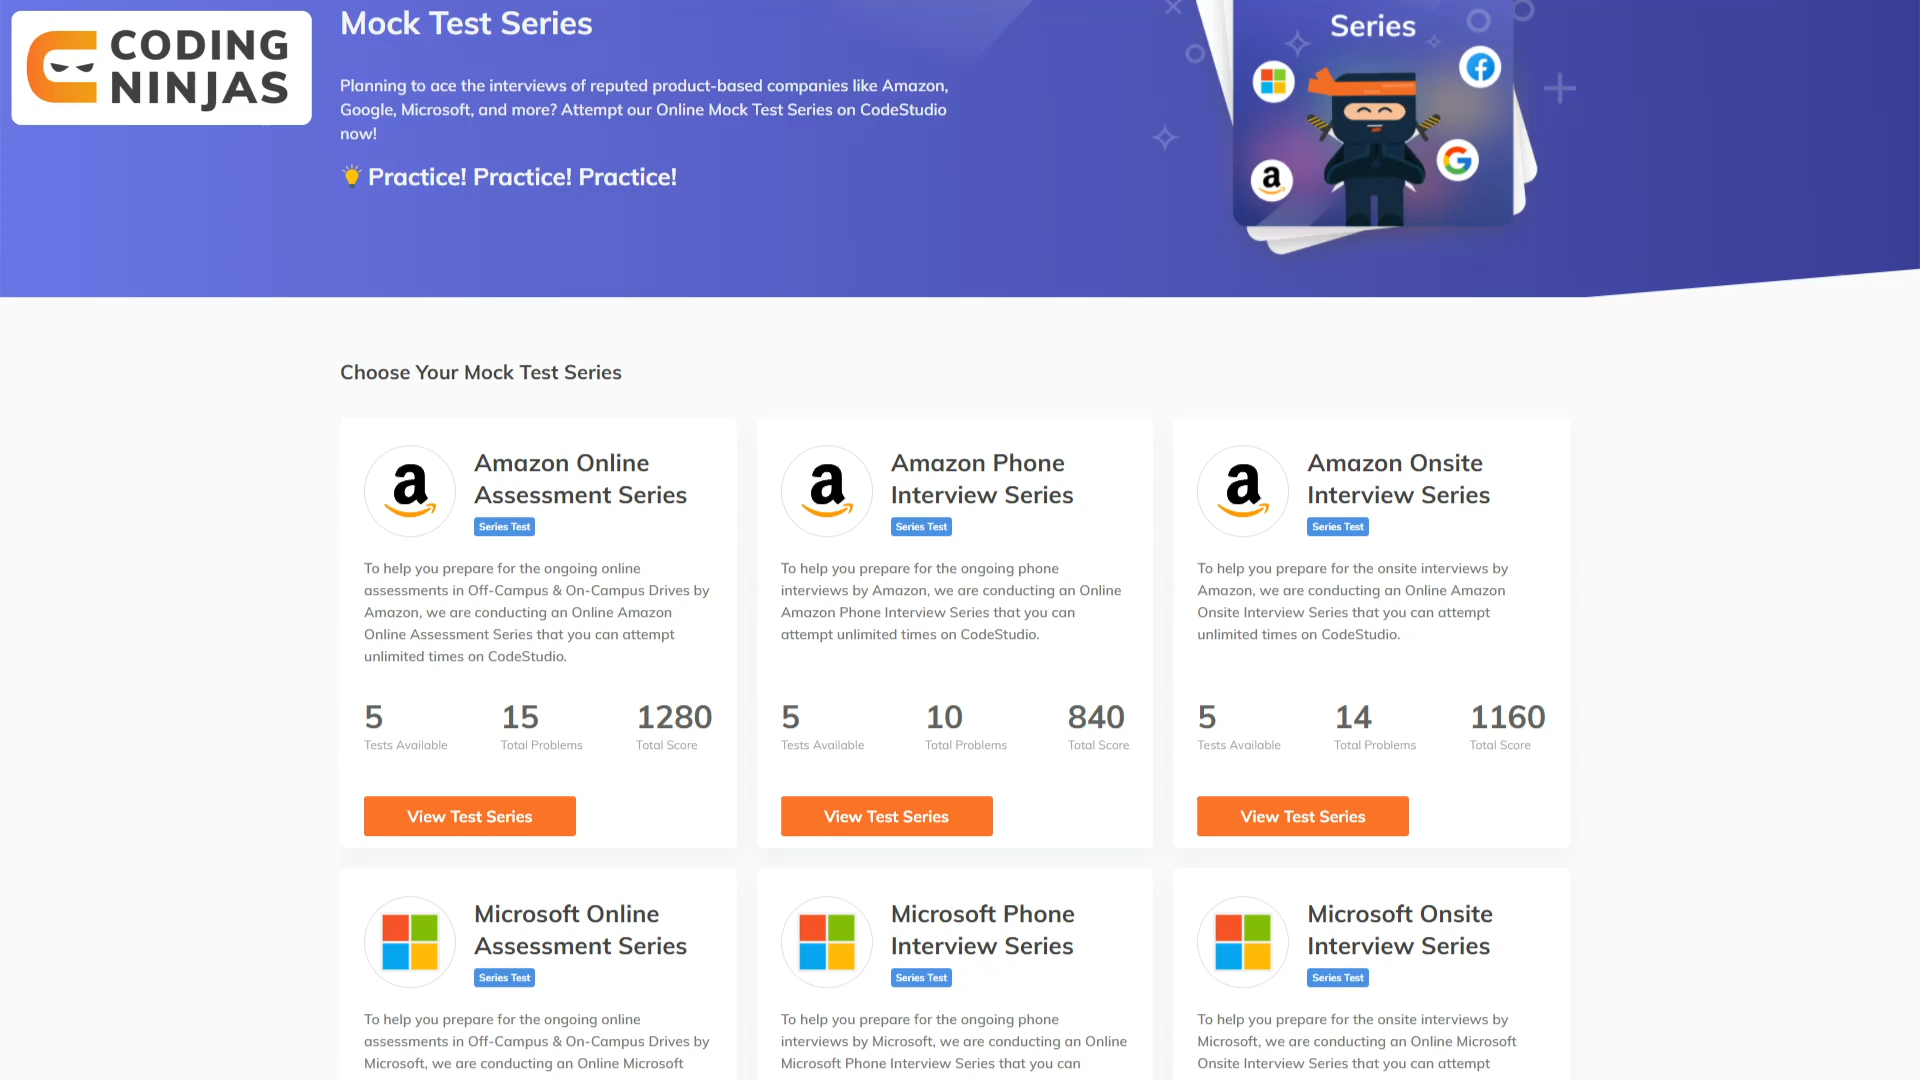 CODING
NINJAS
Mock Test Series
Planning to ace the interviews of reputed product-based companies like Amazon,
Google, Microsoft, and more? Attempt our Online Mock Test Series on CodeStudio
now!
Practice! Practice! Practice!
Series
Choose Your Mock Test Series
Amazon Online
Assessment Series
Series Test
To help you prepare for the ongoing online
assessments in Off-Campus & On-Campus Drives by
Amazon, we are conducting an Online Amazon
Online Assessment Series that you can attempt
unlimited times on CodeStudio.
5 15 1280
Tests Available Total Problems Total Score
View Test Series
Amazon Phone
Interview Series
Series Test
To help you prepare for the ongoing phone
interviews by Amazon, we are conducting an Online
Amazon Phone Interview Series that you can
attempt unlimited times on CodeStudio.
5 10 840
Tests Available Total Problems Total Score
View Test Series
Amazon Onsite
Interview Series
Series Test
To help you prepare for the onsite interviews by
Amazon, we are conducting an Online Amazon
Onsite Interview Series that you can attempt
unlimited times on CodeStudio.
5 14 1160
Tests Available Total Problems Total Score
View Test Series
Microsoft Online
Assessment Series
Series Test
To help you prepare for the ongoing online
assessments in Off-Campus & On-Campus Drives by
Microsoft, we are conducting an Online Microsoft
Microsoft Phone
Interview Series
Series Test
To help you prepare for the ongoing phone
interviews by Microsoft, we are conducting an Online
Microsoft Phone Interview Series that you can
Microsoft Onsite
Interview Series
Series Test
To help you prepare for the onsite interviews by
Microsoft, we are conducting an Online Microsoft
Onsite Interview Series that you can attempt